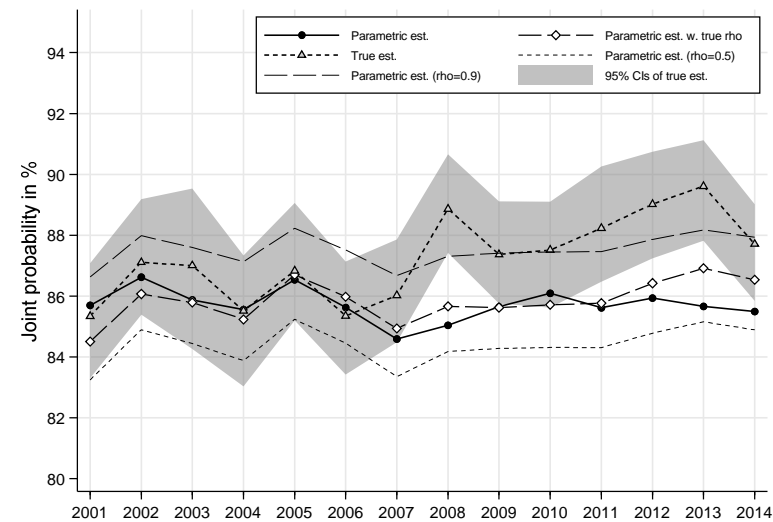 Parametric est.
Parametric est. w. true rho
True est.
Parametric est. (rho=0.5)
Parametric est. (rho=0.9)
95% CIs of true est.
Joint probability in %
94
92
90
88
86
84
82
80
2001 2002 2003 2004 2005 2006 2007 2008 2009 2010 2011 2012 2013 2014